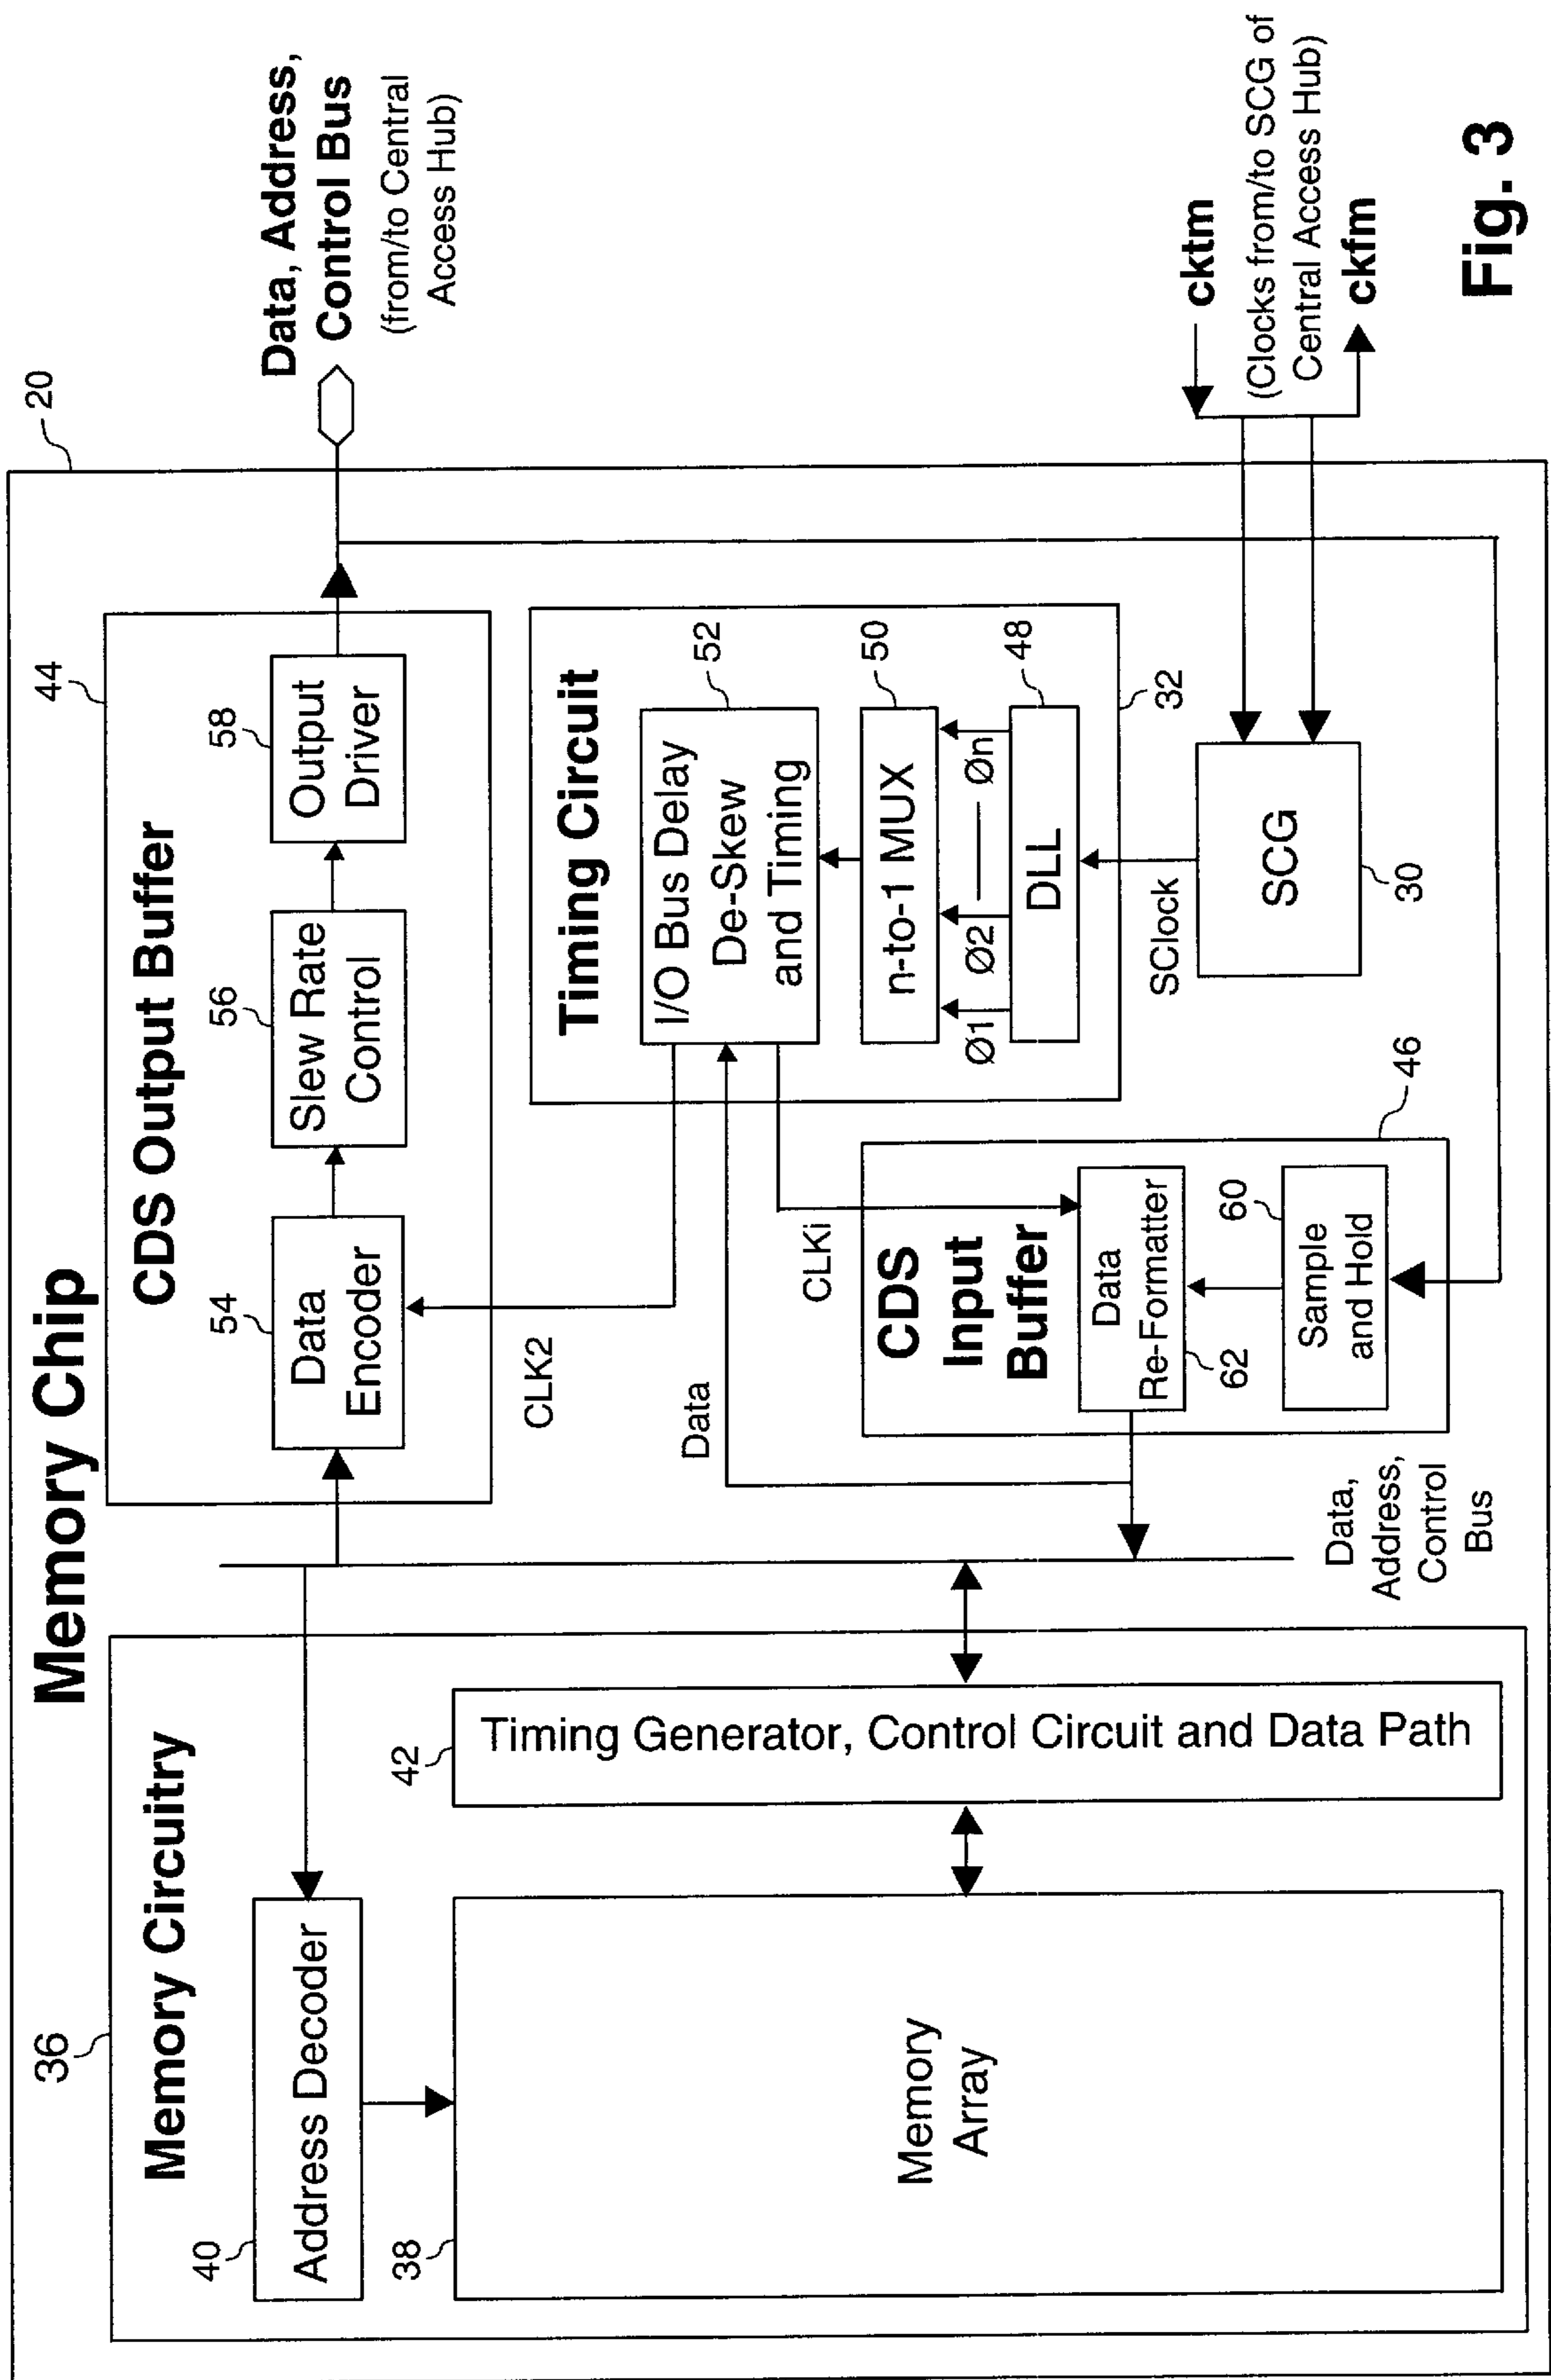 Memory Chip
20
36
Memory Circuitry
40
Address Decoder
38
Memory
Array
42
Timing Generator, Control Circuit and Data Path
44
CDS Output Buffer
54
Data
Encoder
56
Slew Rate
Control
58
Output
Driver
Data, Address,
Control Bus
(from/to Central
Access Hub)
CLK2
Data
CLKi
Timing Circuit
I/O Bus Delay
De-Skew
and Timing
52
n-to-1 MUX
50
Ø1
Ø2
Øn
DLL
48
32
CDS
Input
Buffer
Data
Re-Formatter
62
60
Sample
and Hold
46
SClock
SCG
30
cktm
(Clocks from/to SCG of
Central Access Hub)
ckfm
Data,
Address,
Control
Bus
Fig. 3